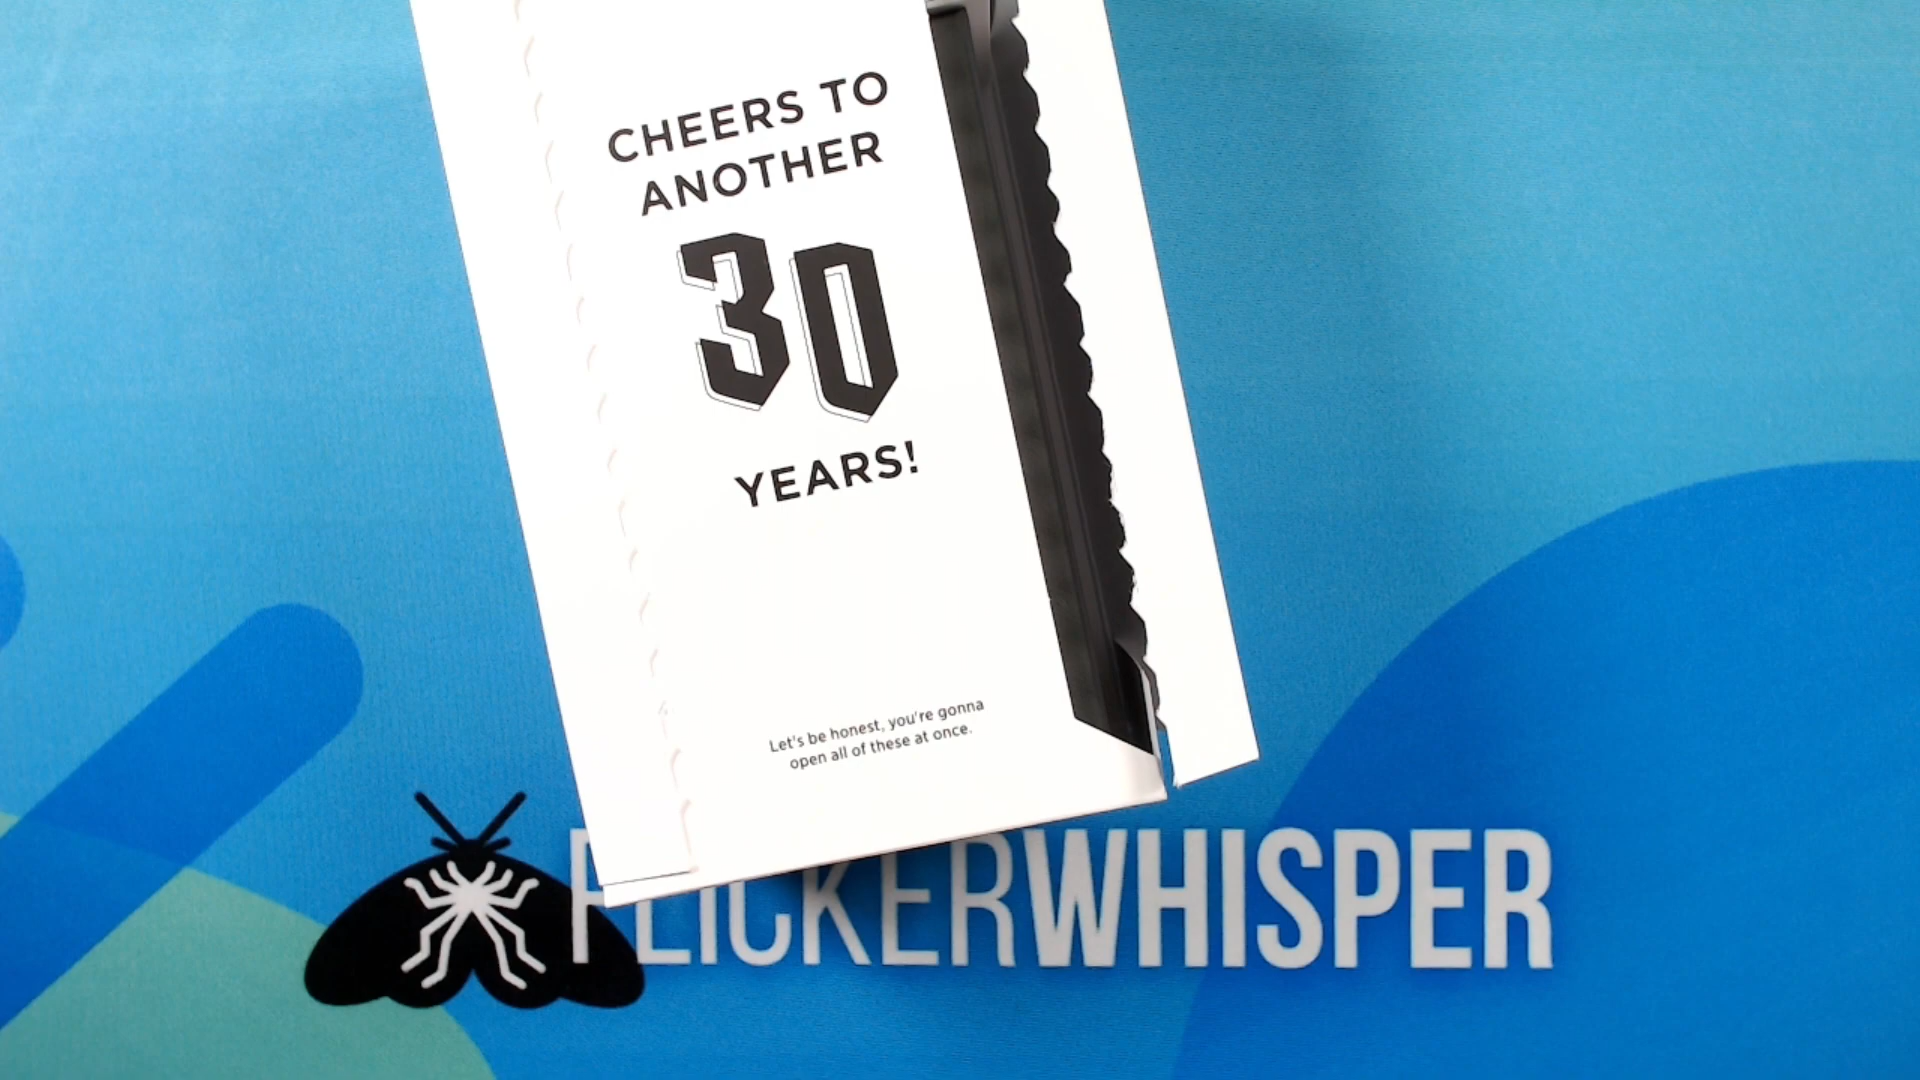 CHEERS TO
ANOTHER
30
YEARS!
Let's be honest, you're gonna
open all of these at once.
FLICKERWHISPER